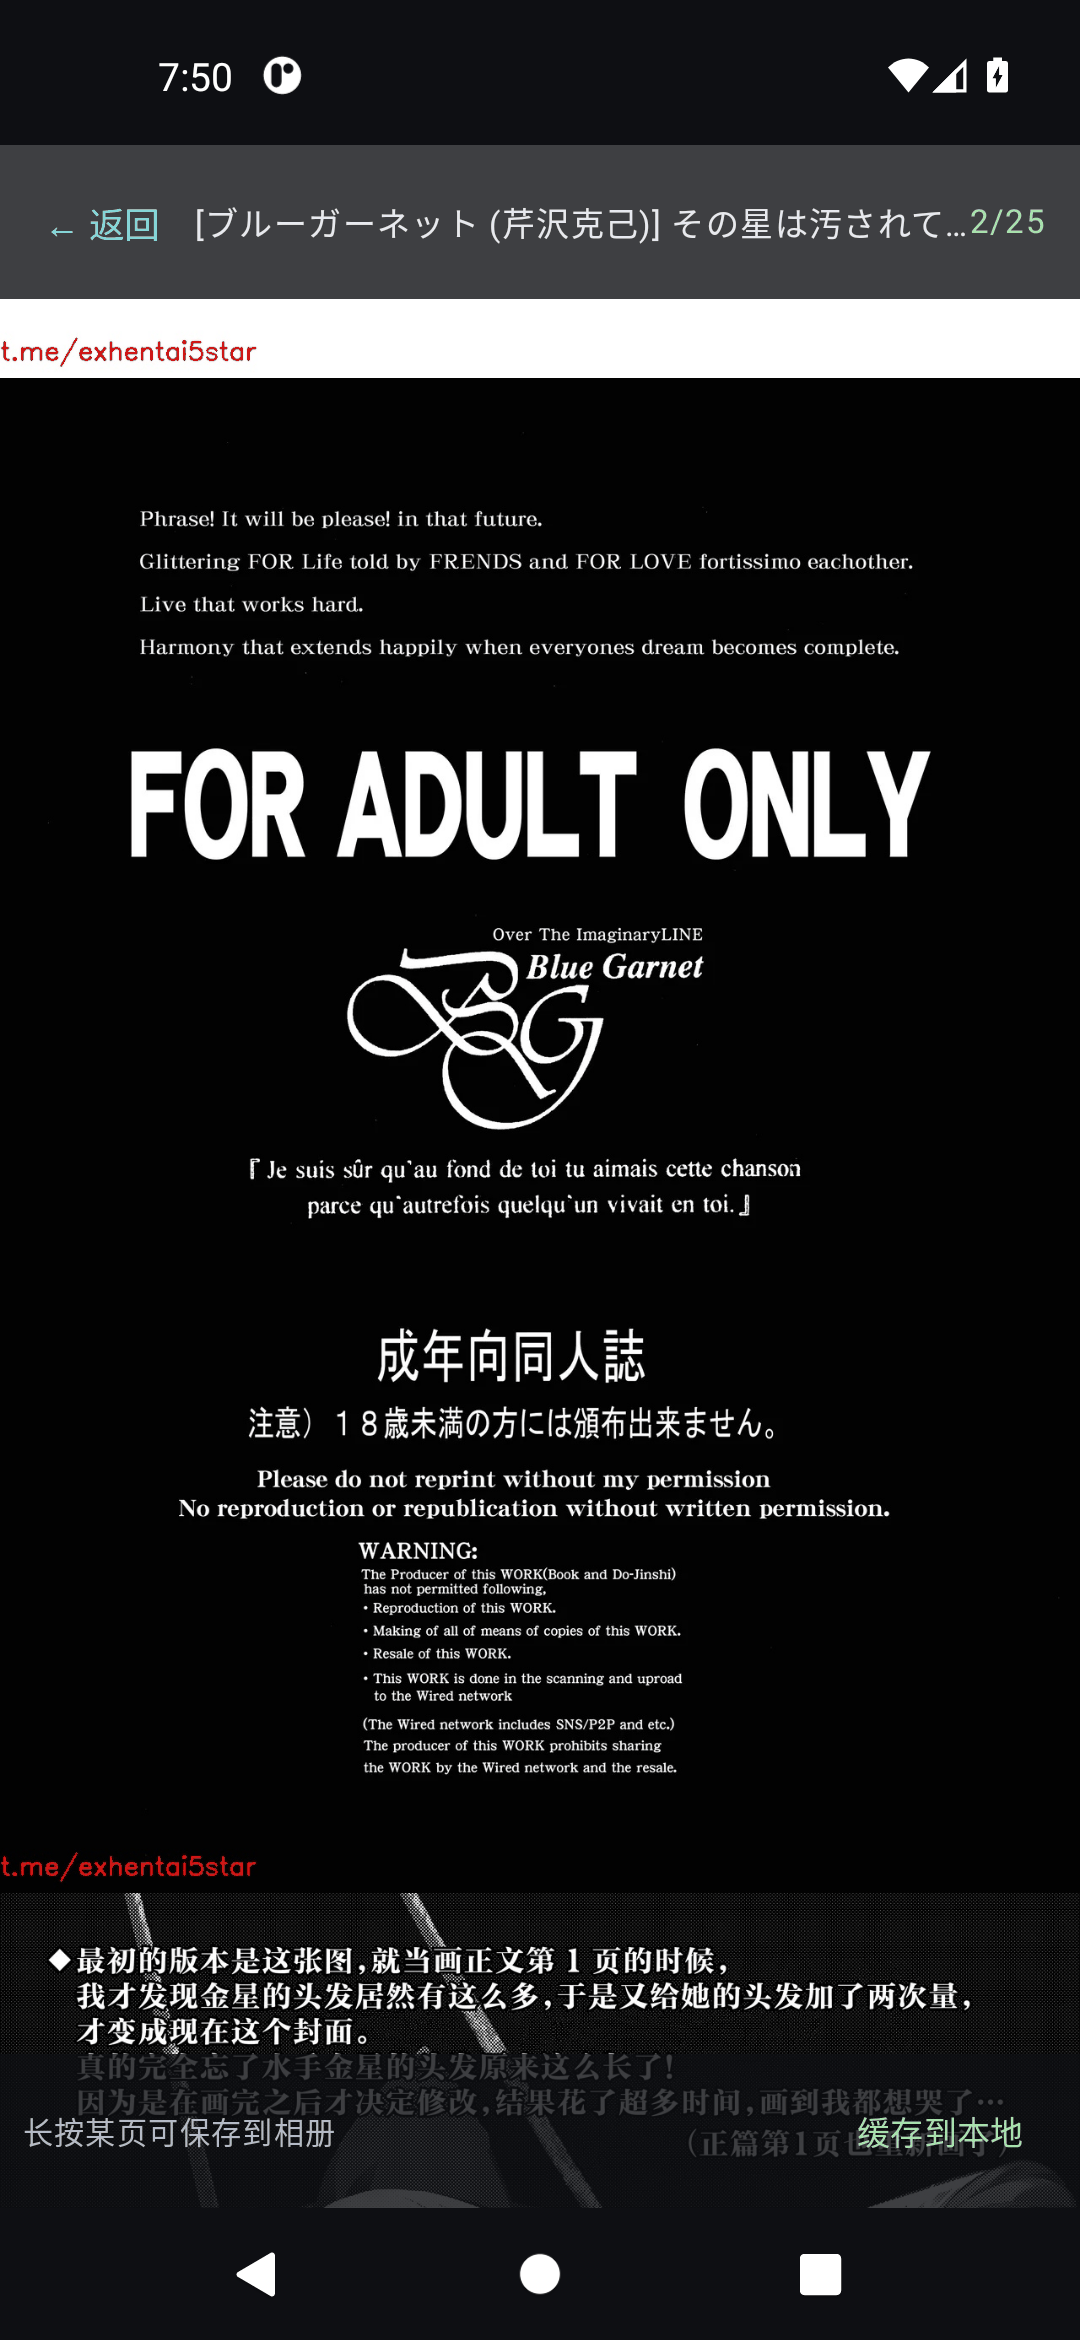 7:50
← 返回 [ブルーガーネット (芹沢克己)] その星は汚されて... 2/25
t.me/exhentai5star
Phrase! It will be please! in that future.
Glittering FOR Life told by FRENDS and FOR LOVE fortissimo eachother.
Live that works hard.
Harmony that extends happily when everyones dream becomes complete.
FOR ADULT ONLY
Over The ImaginaryLINE
Blue Garnet
BG
『Je suis sûr qu'au fond de toi tu aimais cette chanson
parce qu'autrefois quelqu'un vivait en toi.』
成年向同人誌
注意）１８歳未満の方には頒布出来ません。
Please do not reprint without my permission
No reproduction or republication without written permission.
WARNING:
The Producer of this WORK(Book and Do-Jinshi)
has not permitted following,
・Reproduction of this WORK.
・Making of all of means of copies of this WORK.
・Resale of this WORK.
・This WORK is done in the scanning and uproad
to the Wired network
(The Wired network includes SNS/P2P and etc.)
The producer of this WORK prohibits sharing
the WORK by the Wired network and the resale.
t.me/exhentai5star
◆最初的版本是这张图,就当画正文第 1 页的时候,
我才发现金星的头发居然有这么多,于是又给她的头发加了两次量,
才变成现在这个封面。
真的完全忘了水手金星的头发原来这么长了!
因为是在画完之后才决定修改,结果花了超多时间,画到我都想哭了…
(正篇第1页也重新画了)
长按某页可保存到相册
缓存到本地